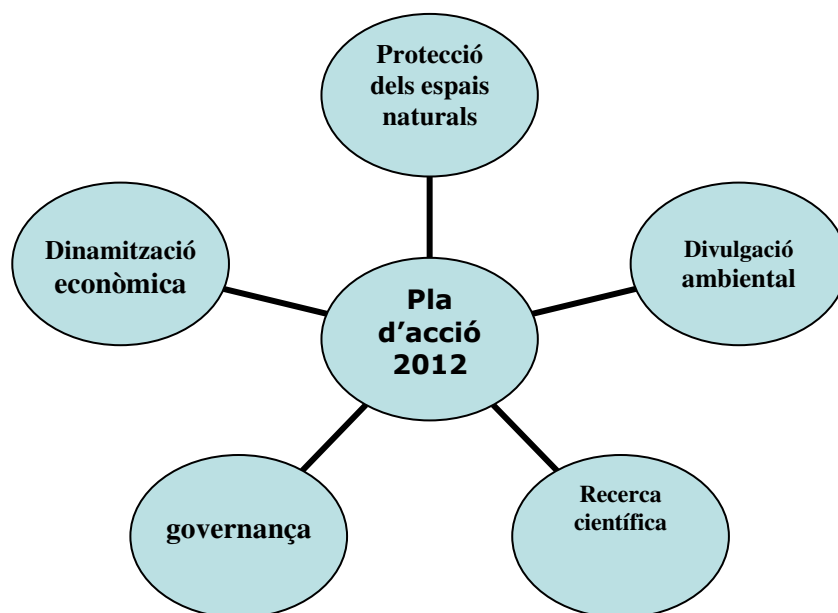 Protecció
dels espais
naturals
Dinamització
econòmica
Divulgació
ambiental
Pla
d’acció
2012
governança
Recerca
científica